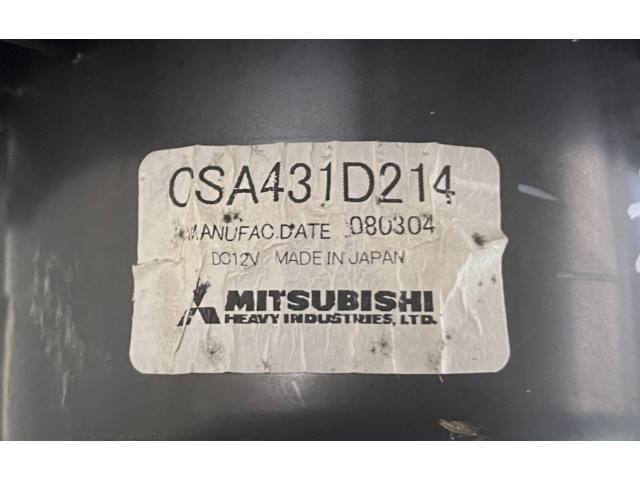 CSA431D214
MANUFAC.DATE 080304
DC12V MADE IN JAPAN
MITSUBISHI
HEAVY INDUSTRIES, LTD.